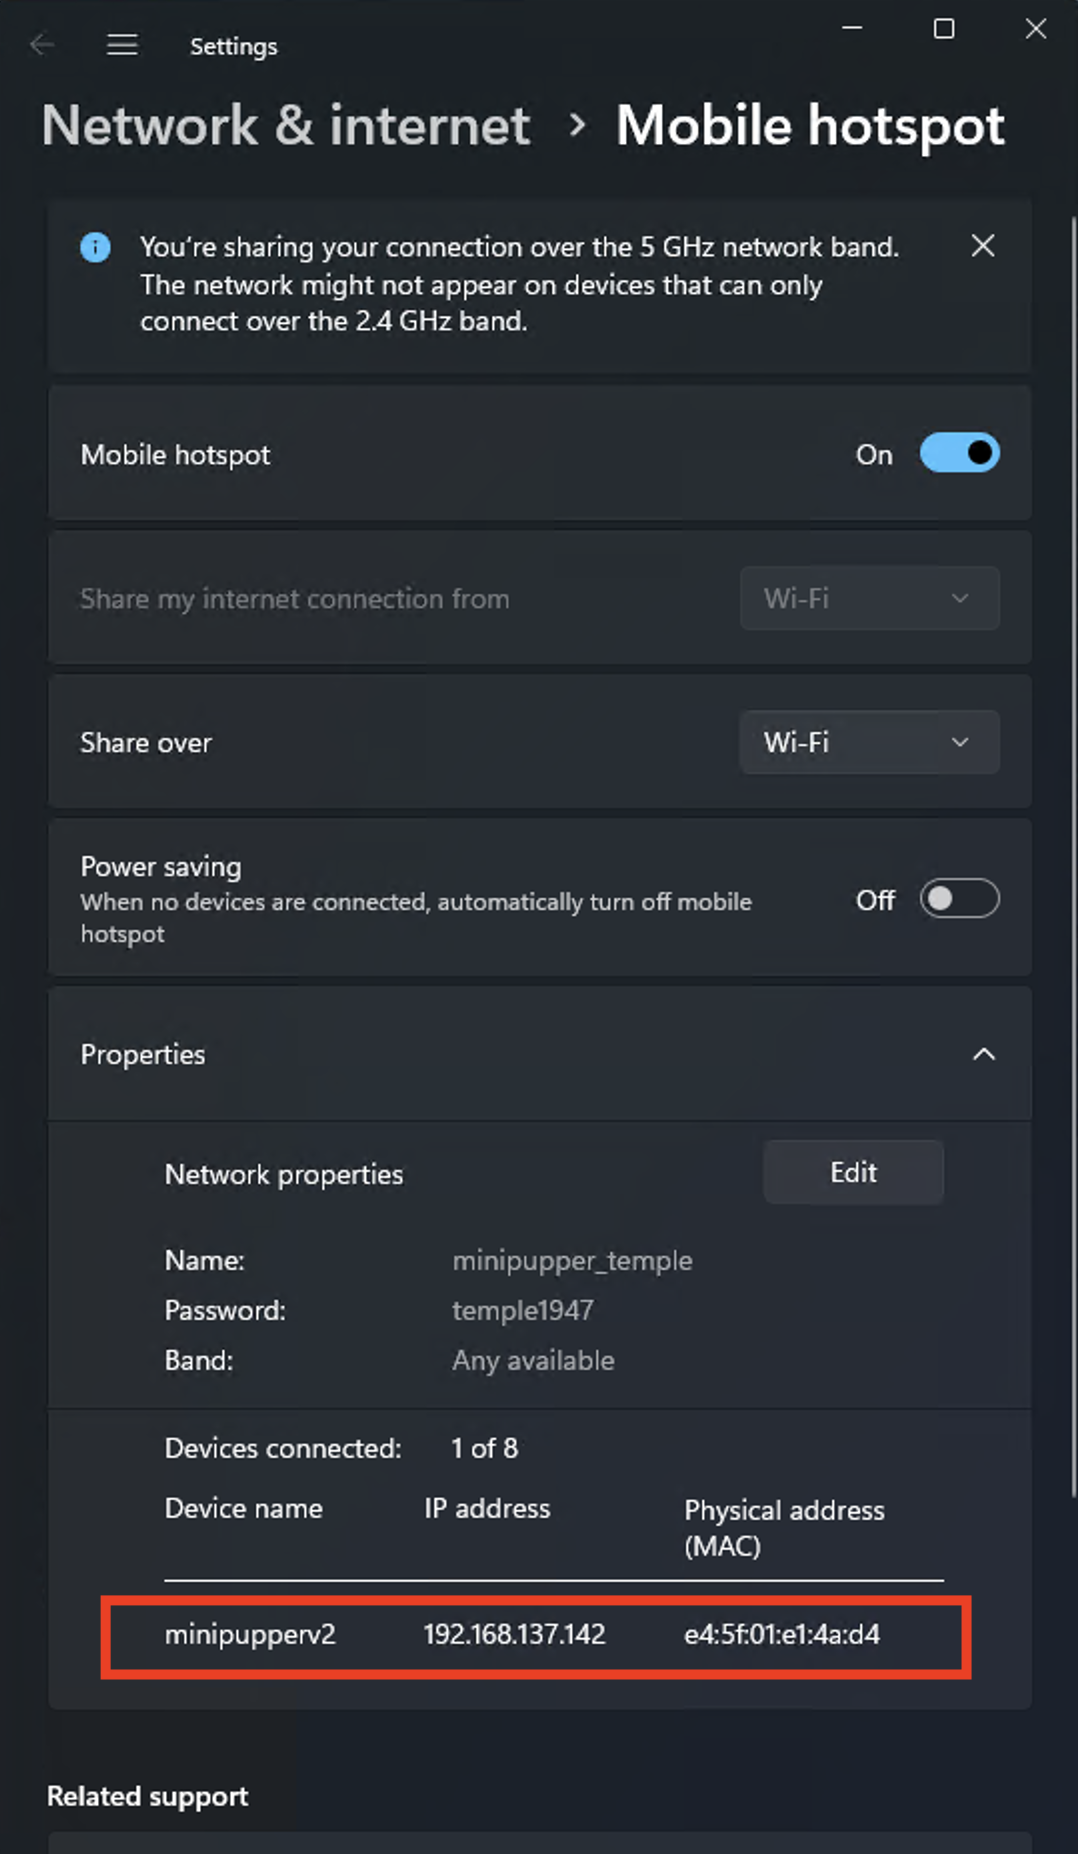 Settings
Network & internet › Mobile hotspot
You're sharing your connection over the 5 GHz network band.
The network might not appear on devices that can only
connect over the 2.4 GHz band.
Mobile hotspot On
Share my internet connection from Wi-Fi
Share over Wi-Fi
Power saving
When no devices are connected, automatically turn off mobile
hotspot
Off
Properties
Network properties Edit
Name: minipupper_temple
Password: temple1947
Band: Any available
Devices connected: 1 of 8
Device name IP address Physical address
(MAC)
minipupperv2 192.168.137.142 e4:5f:01:e1:4a:d4
Related support